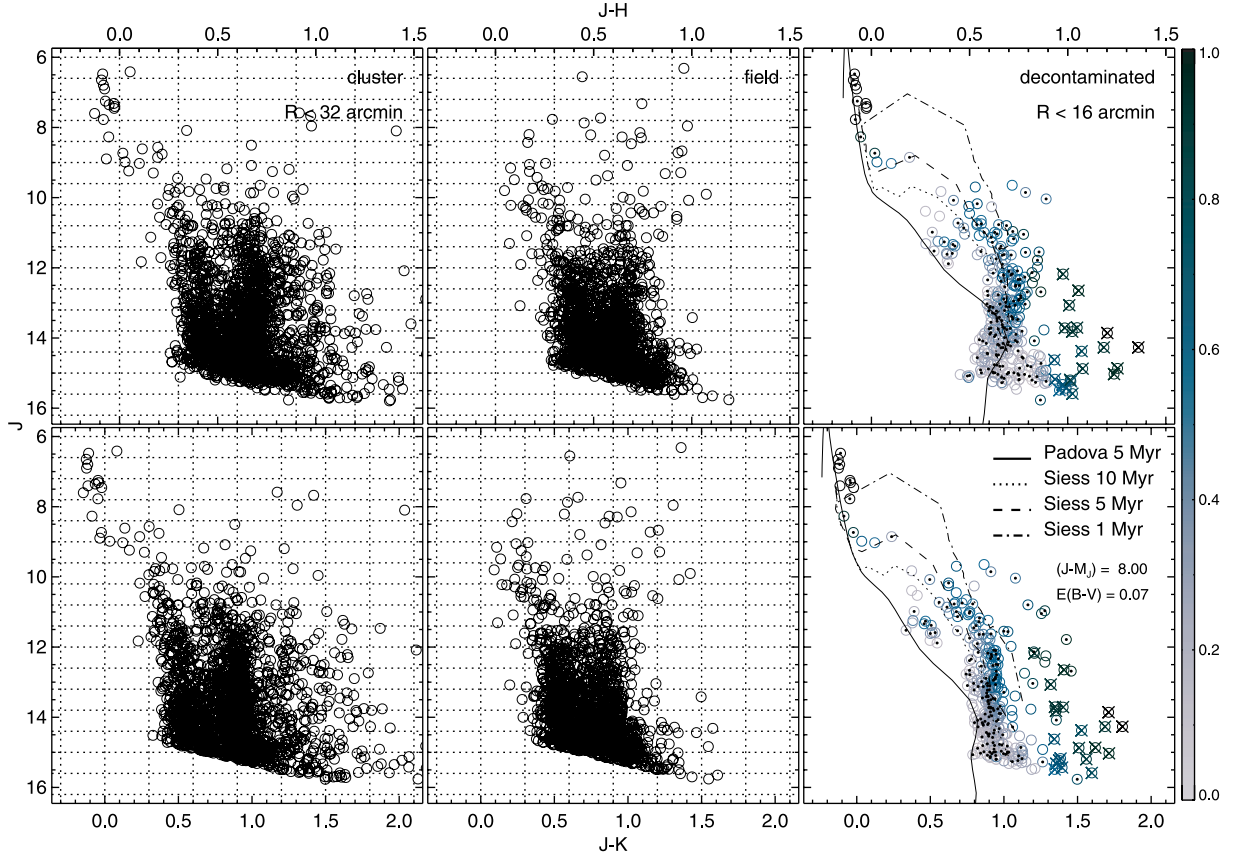 J-H
0.0 0.5 1.0 1.5 0.0 0.5 1.0 1.5 0.0 0.5 1.0 1.5
6 cluster field decontaminated 1.0
R < 32 arcmin R < 16 arcmin
8
10 0.8
12
14
16 0.6
J
6 Padova 5 Myr
Siess 10 Myr
8 Siess 5 Myr
Siess 1 Myr 0.4
(J-M_J) = 8.00
10 E(B-V) = 0.07
12 0.2
14
16 0.0
0.0 0.5 1.0 1.5 2.0 0.0 0.5 1.0 1.5 2.0 0.0 0.5 1.0 1.5 2.0
J-K